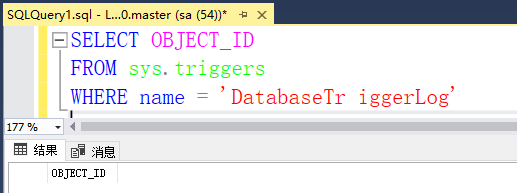 SQLQuery1.sql - L...0.master (sa (54))*
SELECT OBJECT_ID
FROM sys.triggers
WHERE name = 'DatabaseTr iggerLog'
177 %
结果 消息
OBJECT_ID